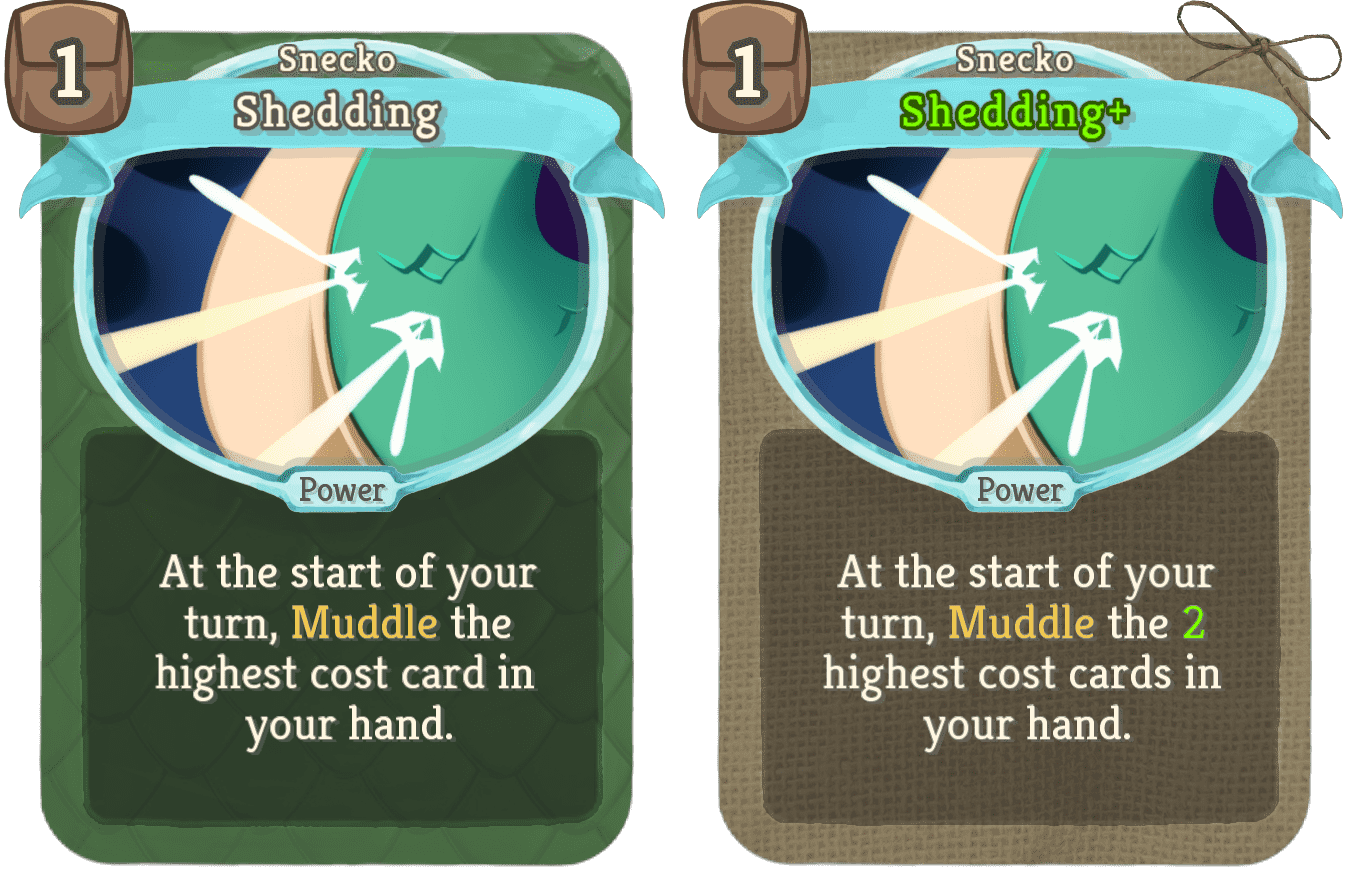 1
Snecko
Shedding
Power
At the start of your
turn, Muddle the
highest cost card in
your hand.
1
Snecko
Shedding+
Power
At the start of your
turn, Muddle the 2
highest cost cards in
your hand.